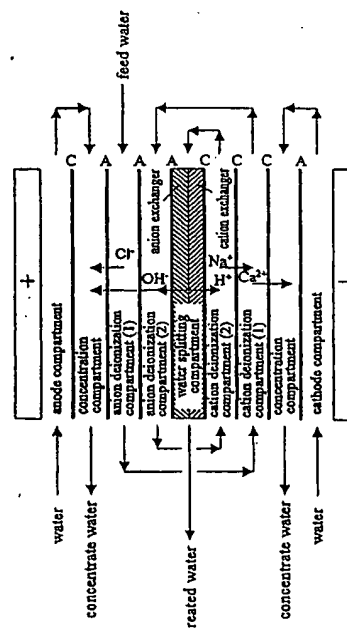 feed water
C A A A C C C A
+
−
anode compartment
concentration
compartment
anion deionization
compartment (1)
anion deionization
compartment (2)
water splitting
compartment
cation deionization
compartment (2)
cation deionization
compartment (1)
concentration
compartment
cathode compartment
anion exchanger
cation exchanger
Cl-
OH-
Na+
H+
Ca2+
water
concentrate water
reated water
concentrate water
water